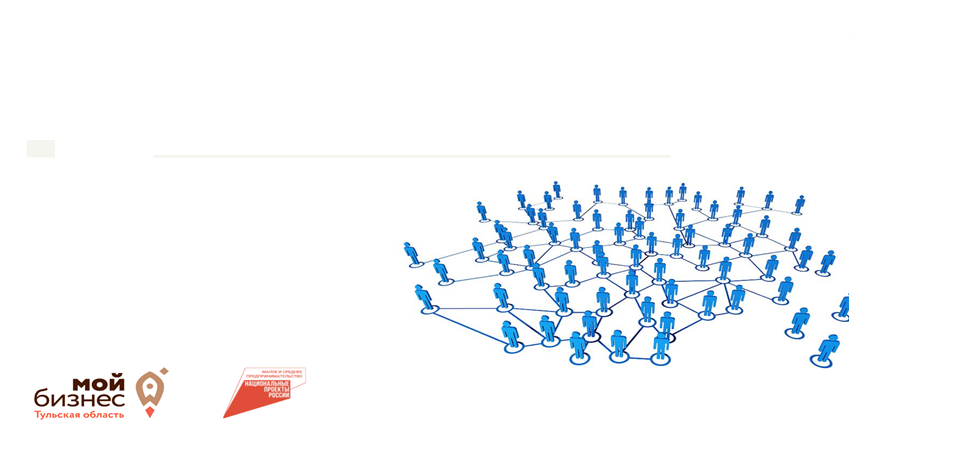 мой
бизнес
Тульская область
МАЛОЕ И СРЕДНЕЕ
ПРЕДПРИНИМАТЕЛЬСТВО
НАЦИОНАЛЬНЫЕ
ПРОЕКТЫ
РОССИИ